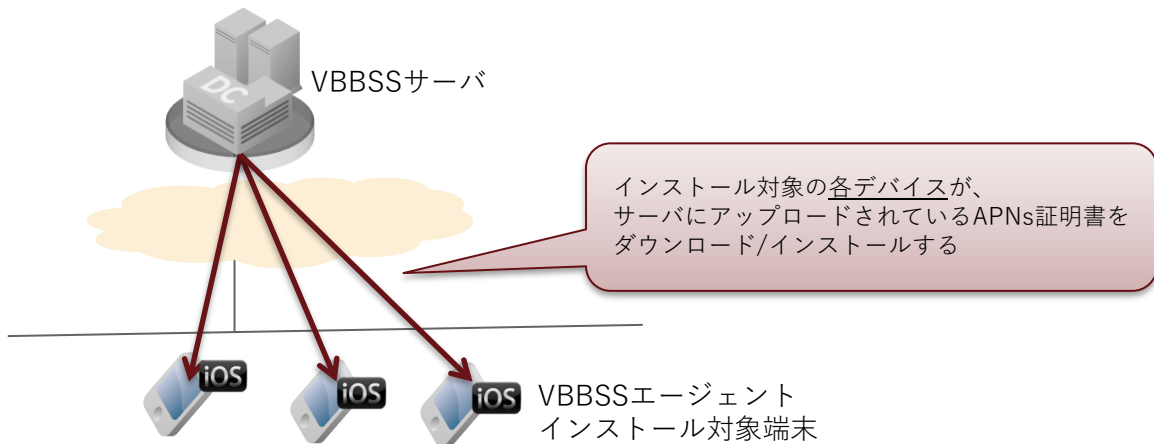 DC
VBBSSサーバ
インストール対象の各デバイスが、
サーバにアップロードされているAPNs証明書を
ダウンロード/インストールする
iOS
iOS
iOS
VBBSSエージェント
インストール対象端末